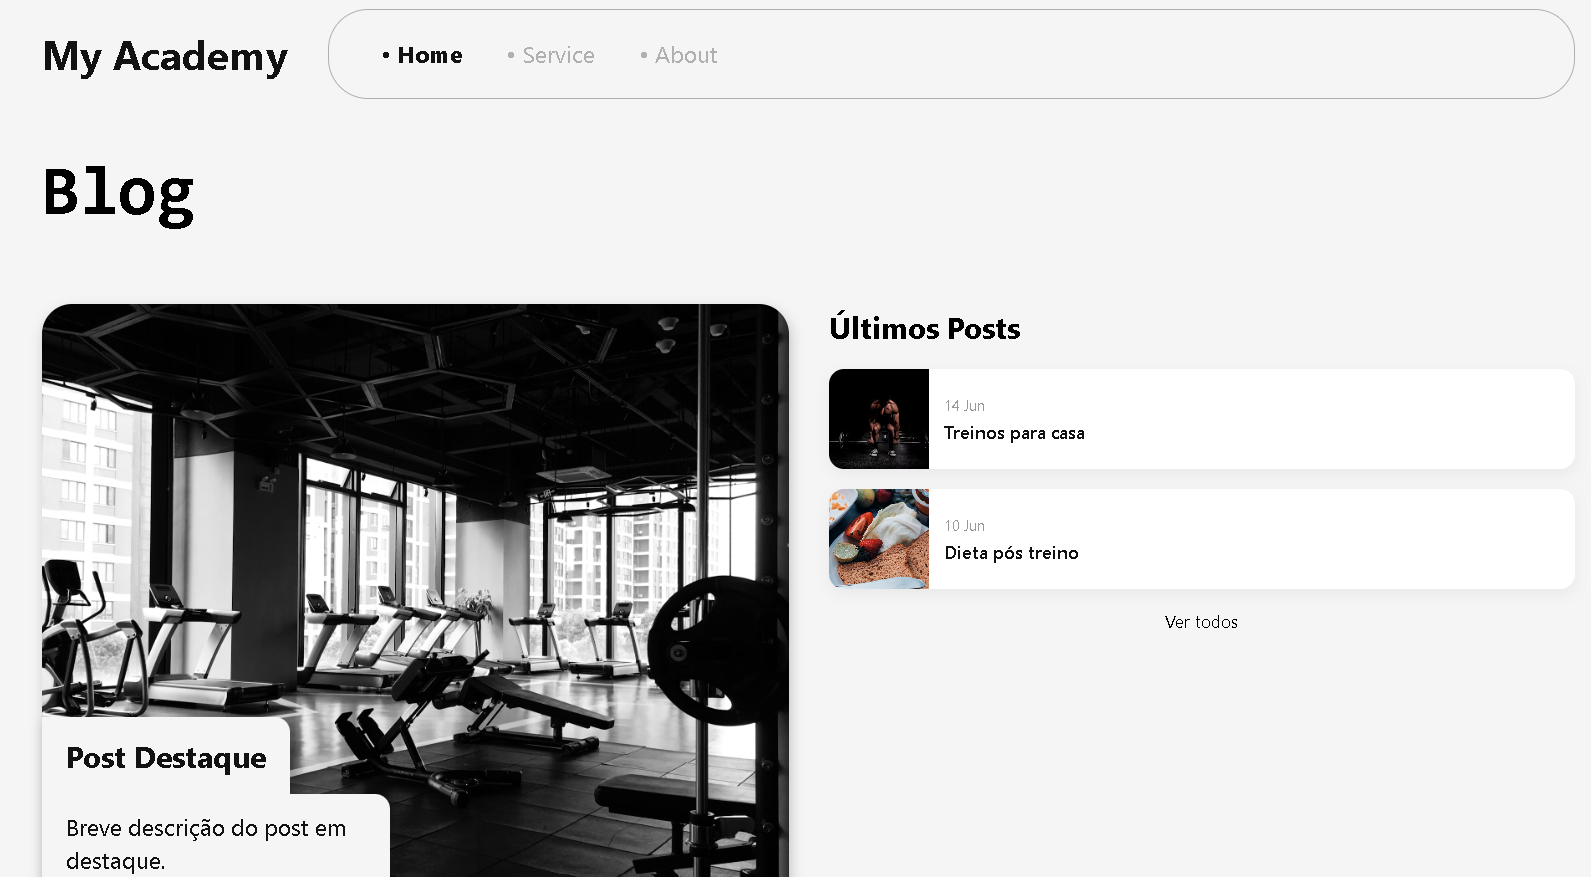 My Academy
• Home • Service • About
Blog
Últimos Posts
14 Jun
Treinos para casa
10 Jun
Dieta pós treino
Ver todos
Post Destaque
Breve descrição do post em
destaque.